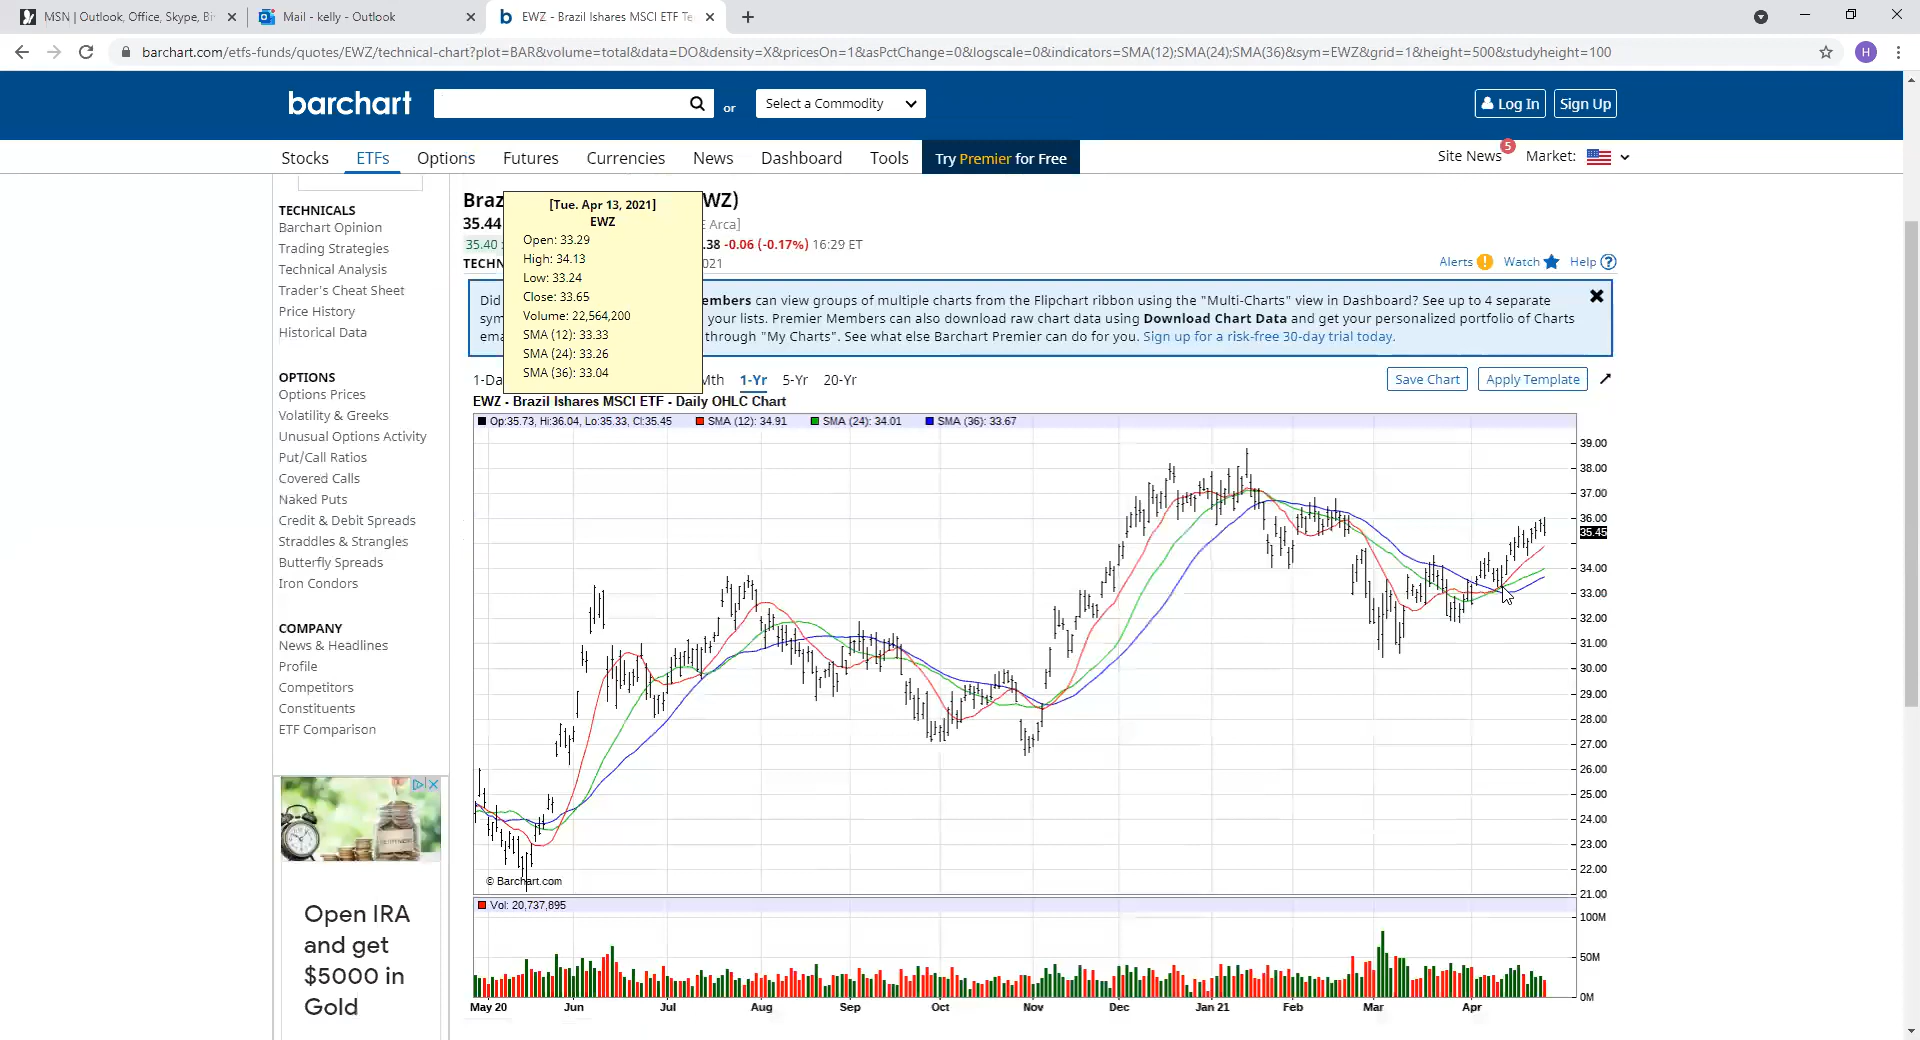 MSN | Outlook, Office, Skype, Bi
Mail - kelly - Outlook
EWZ - Brazil Ishares MSCI ETF Te
barchart.com/etfs-funds/quotes/EWZ/technical-chart?plot=BAR&volume=total&data=DO&density=X&pricesOn=1&asPctChange=0&logscale=0&indicators=SMA(12);SMA(24);SMA(36)&sym=EWZ&grid=1&height=500&studyheight=100
H
barchart
or
Select a Commodity
Log In
Sign Up
Stocks
ETFs
Options
Futures
Currencies
News
Dashboard
Tools
Try Premier for Free
Site News
5
Market:
TECHNICALS
Barchart Opinion
Trading Strategies
Technical Analysis
Trader's Cheat Sheet
Price History
Historical Data
OPTIONS
Options Prices
Volatility & Greeks
Unusual Options Activity
Put/Call Ratios
Covered Calls
Naked Puts
Credit & Debit Spreads
Straddles & Strangles
Butterfly Spreads
Iron Condors
COMPANY
News & Headlines
Profile
Competitors
Constituents
ETF Comparison
Open IRA
and get
$5000 in
Gold
Braz
WZ)
35.44
E Arca]
35.40
.38 -0.06 (-0.17%) 16:29 ET
TECHN
021
Alerts
Watch
Help
[Tue. Apr 13, 2021]
EWZ
Open: 33.29
High: 34.13
Low: 33.24
Close: 33.65
Volume: 22,564,200
SMA (12): 33.33
SMA (24): 33.26
SMA (36): 33.04
Did
embers can view groups of multiple charts from the Flipchart ribbon using the "Multi-Charts" view in Dashboard? See up to 4 separate
sym
your lists. Premier Members can also download raw chart data using Download Chart Data and get your personalized portfolio of Charts
ema
through "My Charts". See what else Barchart Premier can do for you. Sign up for a risk-free 30-day trial today.
1-Da
Mth
1-Yr
5-Yr
20-Yr
Save Chart
Apply Template
EWZ - Brazil Ishares MSCI ETF - Daily OHLC Chart
Op:35.73, Hi:36.04, Lo:35.33, Cl:35.45
SMA (12): 34.91
SMA (24): 34.01
SMA (36): 33.67
39.00
38.00
37.00
36.00
35.45
34.00
33.00
32.00
31.00
30.00
29.00
28.00
27.00
26.00
25.00
24.00
23.00
22.00
21.00
© Barchart.com
Vol: 20,737,895
100M
50M
0M
May 20
Jun
Jul
Aug
Sep
Oct
Nov
Dec
Jan 21
Feb
Mar
Apr